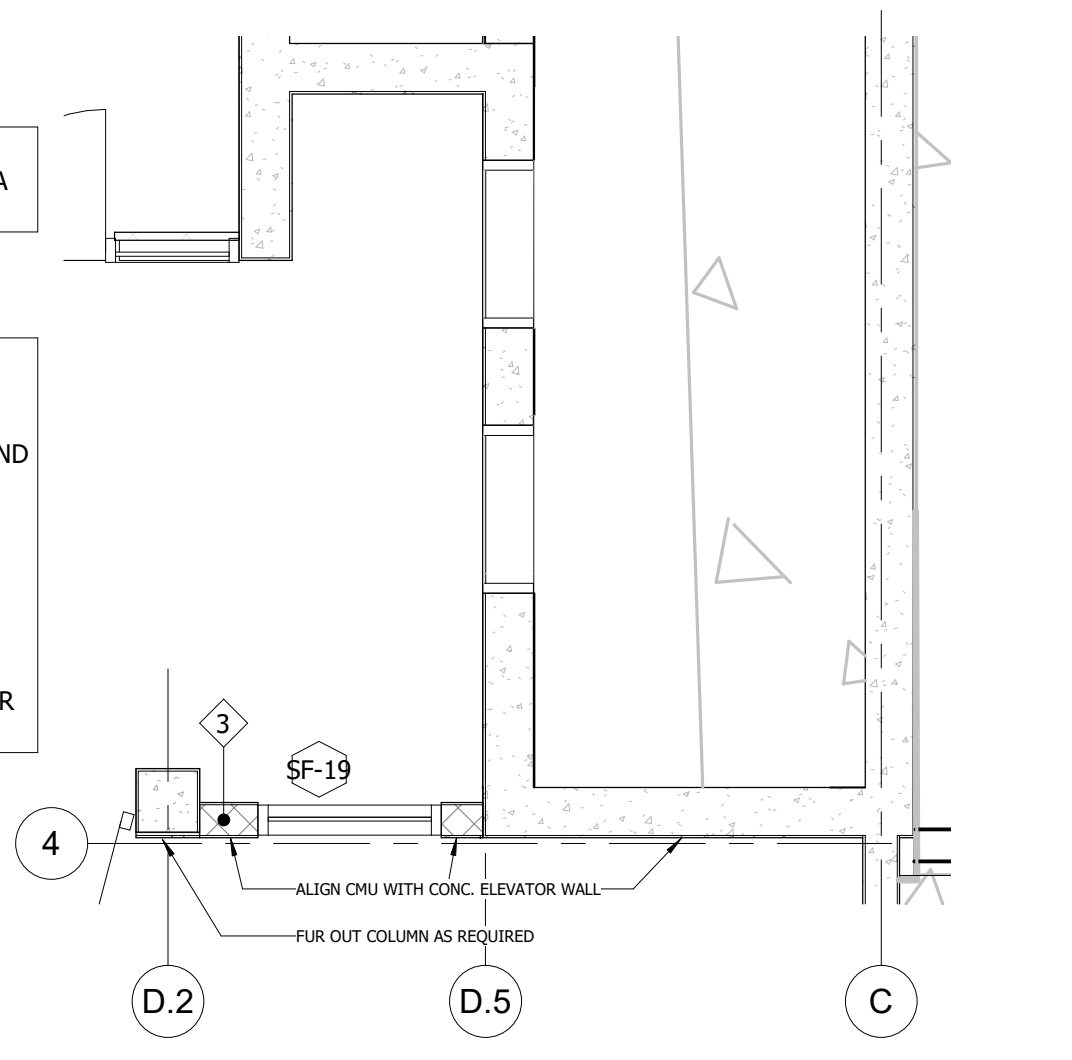 A
ND
R
3
SF-19
4
ALIGN CMU WITH CONC. ELEVATOR WALL
FUR OUT COLUMN AS REQUIRED
D.2
D.5
C